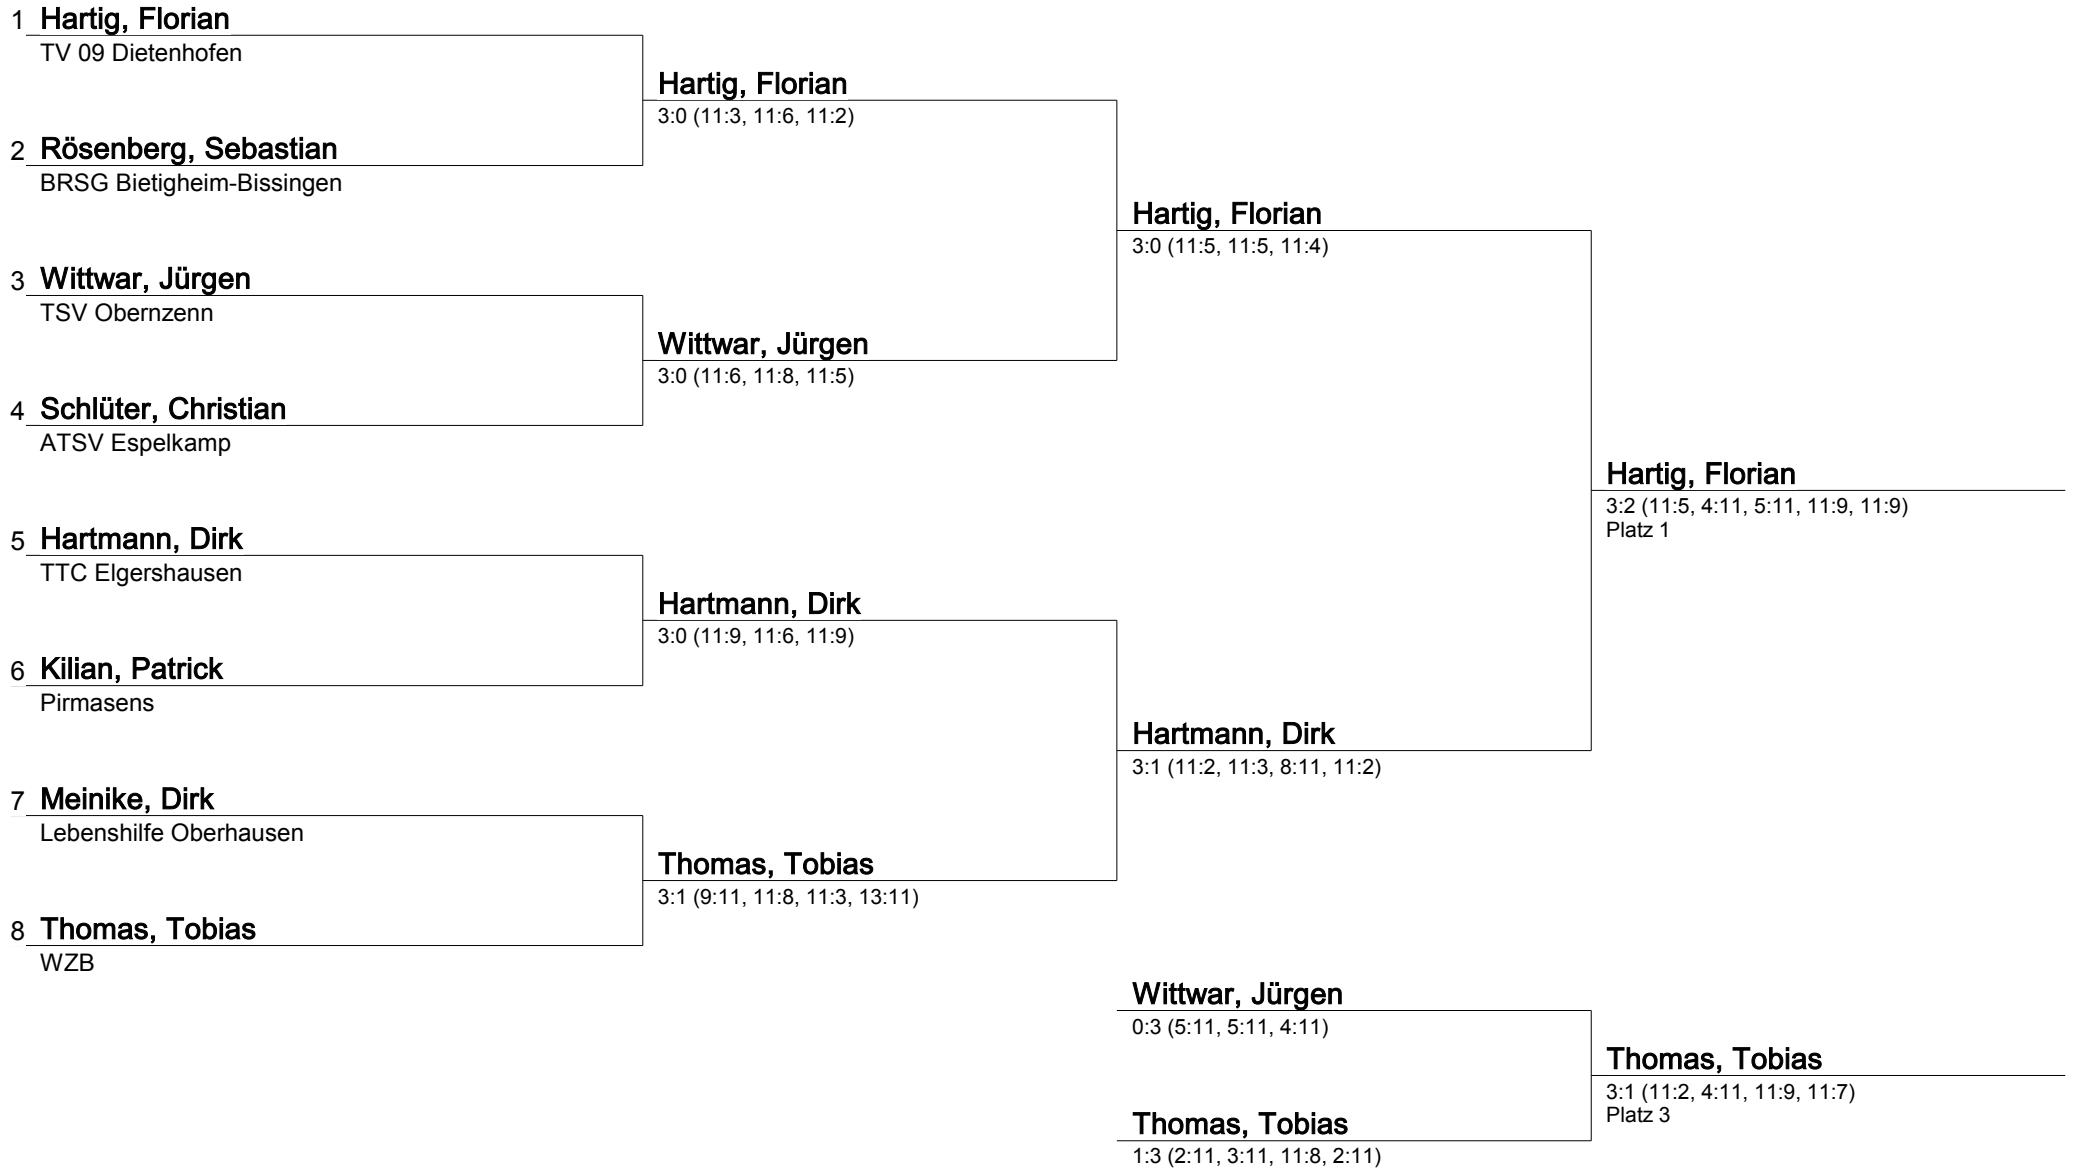 1 Hartig, Florian
TV 09 Dietenhofen
2 Rösenberg, Sebastian
BRSG Bietigheim-Bissingen
3 Wittwar, Jürgen
TSV Obernzenn
4 Schlüter, Christian
ATSV Espelkamp
5 Hartmann, Dirk
TTC Elgershausen
6 Kilian, Patrick
Pirmasens
7 Meinike, Dirk
Lebenshilfe Oberhausen
8 Thomas, Tobias
WZB
Hartig, Florian
3:0 (11:3, 11:6, 11:2)
Wittwar, Jürgen
3:0 (11:6, 11:8, 11:5)
Hartmann, Dirk
3:0 (11:9, 11:6, 11:9)
Thomas, Tobias
3:1 (9:11, 11:8, 11:3, 13:11)
Hartig, Florian
3:0 (11:5, 11:5, 11:4)
Hartmann, Dirk
3:1 (11:2, 11:3, 8:11, 11:2)
Hartig, Florian
3:2 (11:5, 4:11, 5:11, 11:9, 11:9)
Platz 1
Wittwar, Jürgen
0:3 (5:11, 5:11, 4:11)
Thomas, Tobias
1:3 (2:11, 3:11, 11:8, 2:11)
Thomas, Tobias
3:1 (11:2, 4:11, 11:9, 11:7)
Platz 3